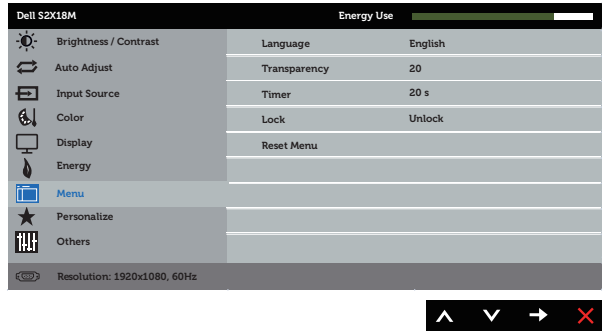 Dell S2X18M Energy Use
Brightness / Contrast Language English
Auto Adjust Transparency 20
Input Source Timer 20 s
Color Lock Unlock
Display Reset Menu
Energy
Menu
Personalize
Others
Resolution: 1920x1080, 60Hz